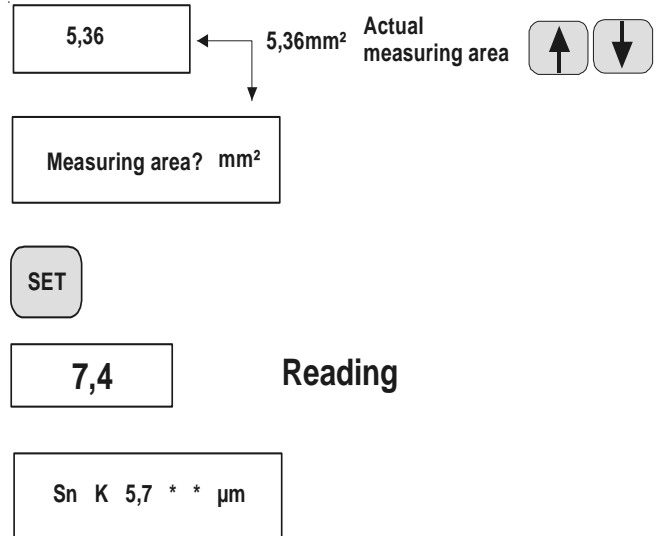 5,36
5,36mm² Actual
measuring area
Measuring area? mm²
SET
7,4
Reading
Sn K 5,7 * * µm